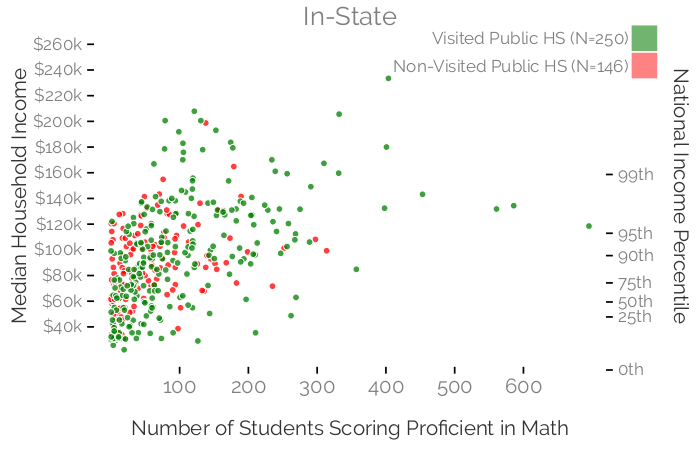 In-State
Visited Public HS (N=250)
Non-Visited Public HS (N=146)
Median Household Income
$260k
$240k
$220k
$200k
$180k
$160k
$140k
$120k
$100k
$80k
$60k
$40k
National Income Percentile
99th
95th
90th
75th
50th
25th
0th
100 200 300 400 500 600
Number of Students Scoring Proficient in Math